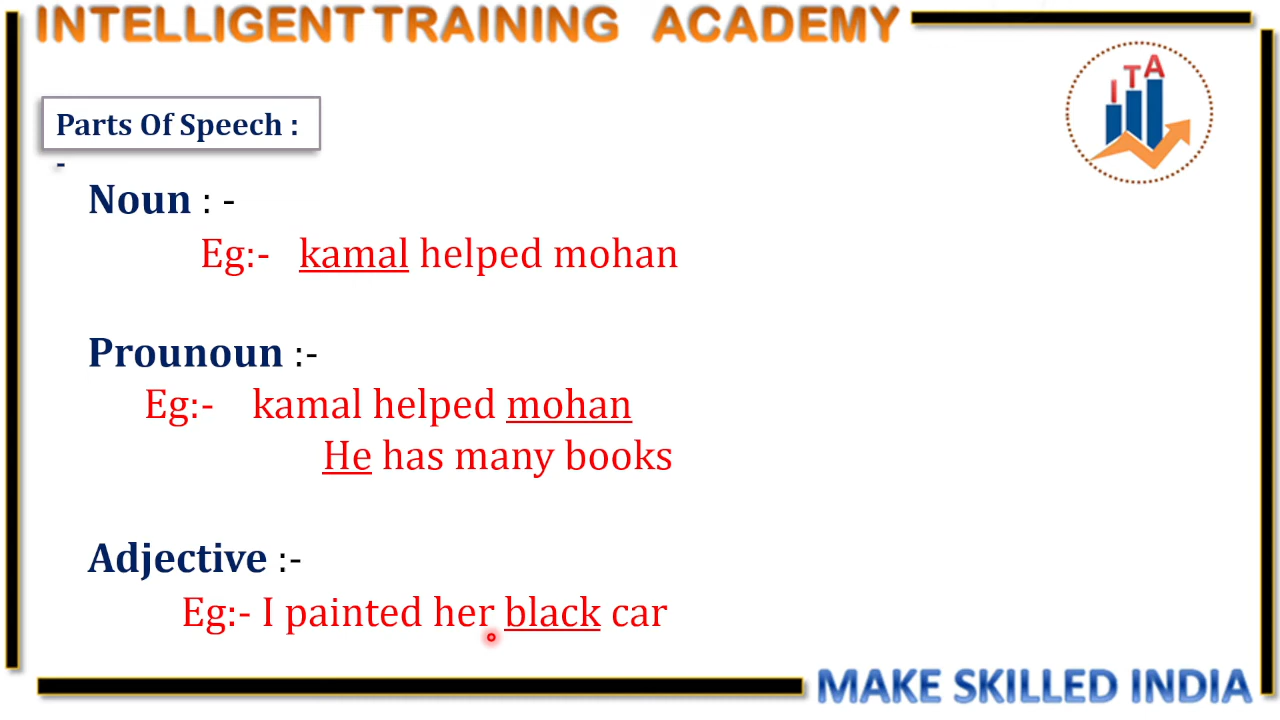 INTELLIGENT TRAINING ACADEMY
ITA
Parts Of Speech :
-
Noun : -
Eg:- kamal helped mohan
Prounoun :-
Eg:- kamal helped mohan
He has many books
Adjective :-
Eg:- I painted her black car
MAKE SKILLED INDIA